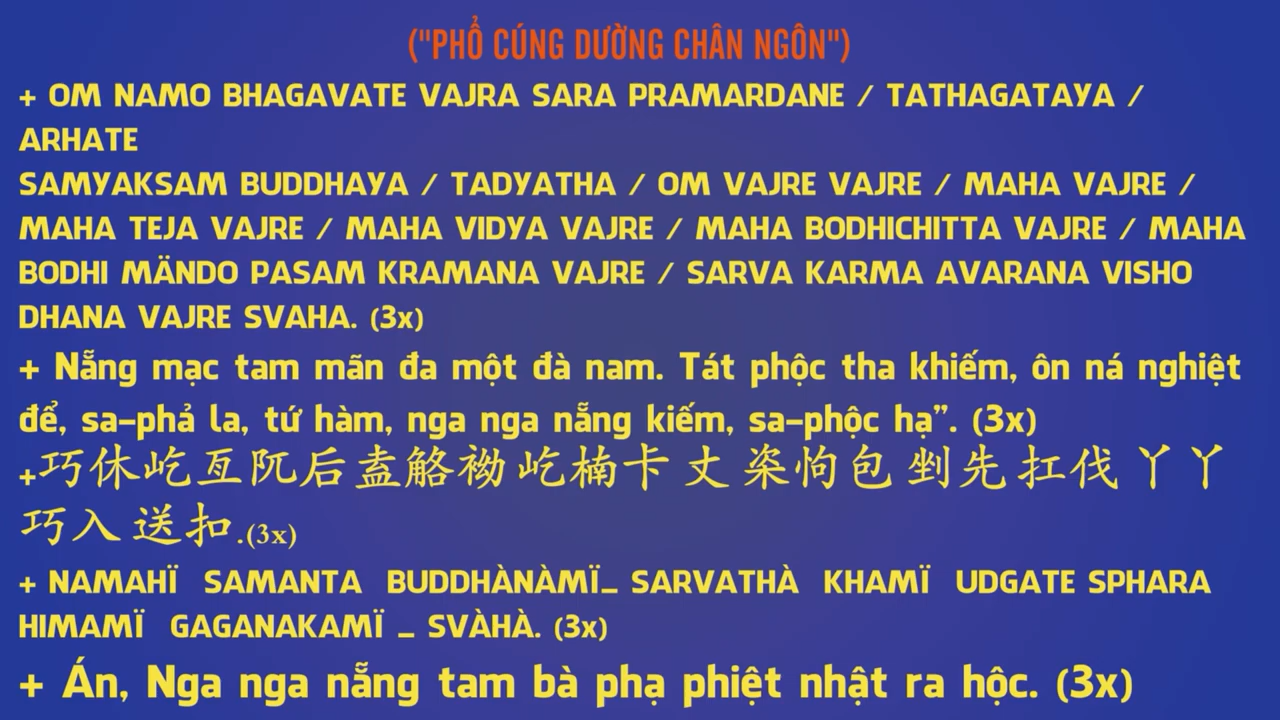 ("PHỔ CÚNG DƯỜNG CHÂN NGÔN")
+ OM NAMO BHAGAVATE VAJRA SARA PRAMARDANE / TATHAGATAYA /
ARHATE
SAMYAKSAM BUDDHAYA / TADYATHA / OM VAJRE VAJRE / MAHA VAJRE /
MAHA TEJA VAJRE / MAHA VIDYA VAJRE / MAHA BODHICHITTA VAJRE / MAHA
BODHI MÄNDO PASAM KRAMANA VAJRE / SARVA KARMA AVARANA VISHO
DHANA VAJRE SVAHA. (3x)
+ Nẵng mạc tam mãn đa một đà nam. Tát phộc tha khiếm, ôn ná nghiệt
để, sa-phả la, tứ hàm, nga nga nẵng kiếm, sa-phộc hạ”. (3x)
+巧休屹亙阢后盍觡袎屹楠卡丈 栥恦包 剉先 扛伐 丫丫
巧入 送扣.(3x)
+ NAMAHÏ SAMANTA BUDDHÀNÀMÏ_ SARVATHÀ KHAMÏ UDGATE SPHARA
HIMAMÏ GAGANAKAMÏ _ SVÀHÀ. (3x)
+ Án, Nga nga nẵng tam bà phạ phiệt nhật ra hộc. (3x)